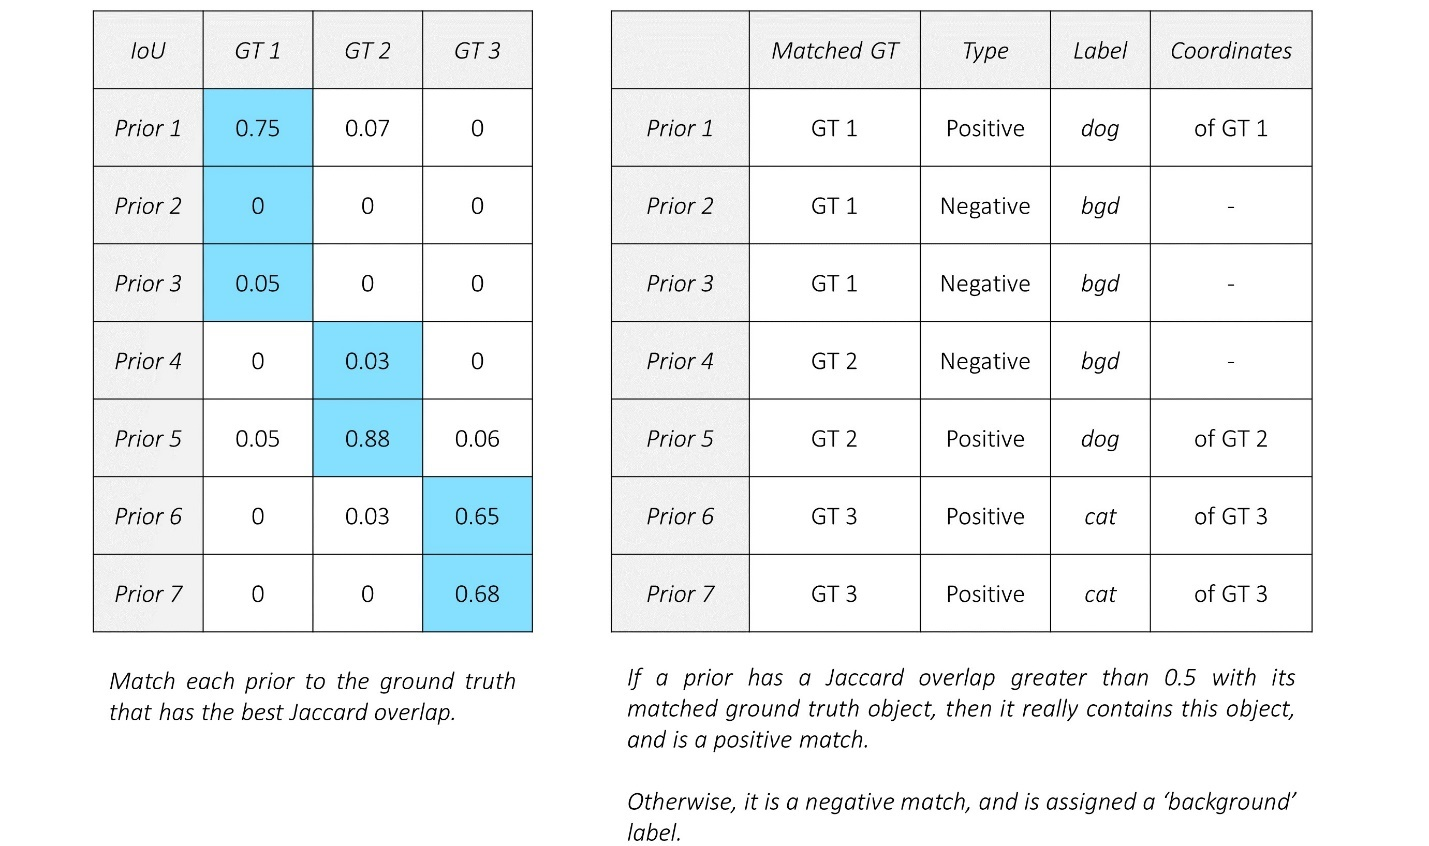 IoU GT 1 GT 2 GT 3
Prior 1 0.75 0.07 0
Prior 2 0 0 0
Prior 3 0.05 0 0
Prior 4 0 0.03 0
Prior 5 0.05 0.88 0.06
Prior 6 0 0.03 0.65
Prior 7 0 0 0.68
Match each prior to the ground truth
that has the best Jaccard overlap.
Matched GT Type Label Coordinates
Prior 1 GT 1 Positive dog of GT 1
Prior 2 GT 1 Negative bgd -
Prior 3 GT 1 Negative bgd -
Prior 4 GT 2 Negative bgd -
Prior 5 GT 2 Positive dog of GT 2
Prior 6 GT 3 Positive cat of GT 3
Prior 7 GT 3 Positive cat of GT 3
If a prior has a Jaccard overlap greater than 0.5 with its
matched ground truth object, then it really contains this object,
and is a positive match.
Otherwise, it is a negative match, and is assigned a ‘background’
label.